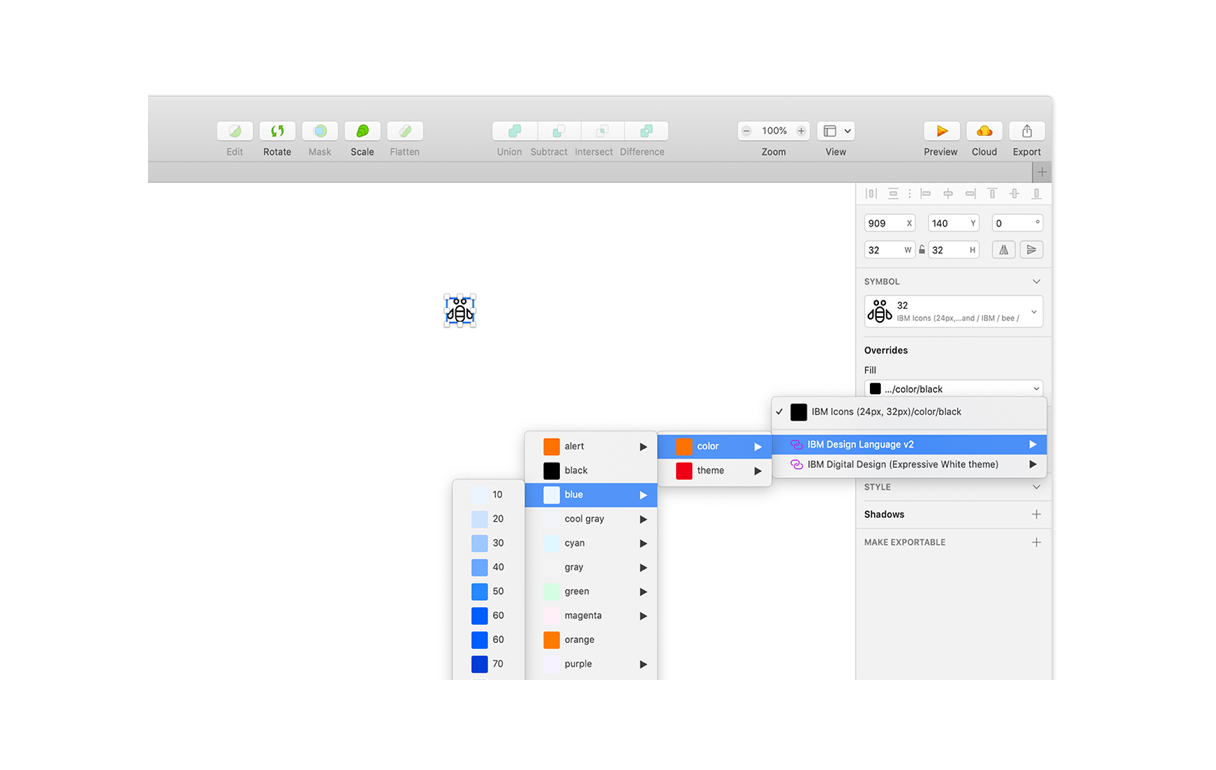 Edit Rotate Mask Scale Flatten Union Subtract Intersect Difference
100%
Zoom View Preview Cloud Export
909 X 140 Y 0 °
32 W 32 H
SYMBOL
32
IBM Icons (24px,...and / IBM / bee /
Overrides
Fill
.../color/black
✓ IBM Icons (24px, 32px)/color/black
IBM Design Language v2
IBM Digital Design (Expressive White theme)
color
theme
alert
black
blue
cool gray
cyan
gray
green
magenta
orange
purple
10
20
30
40
50
60
60
70
STYLE
Shadows
MAKE EXPORTABLE